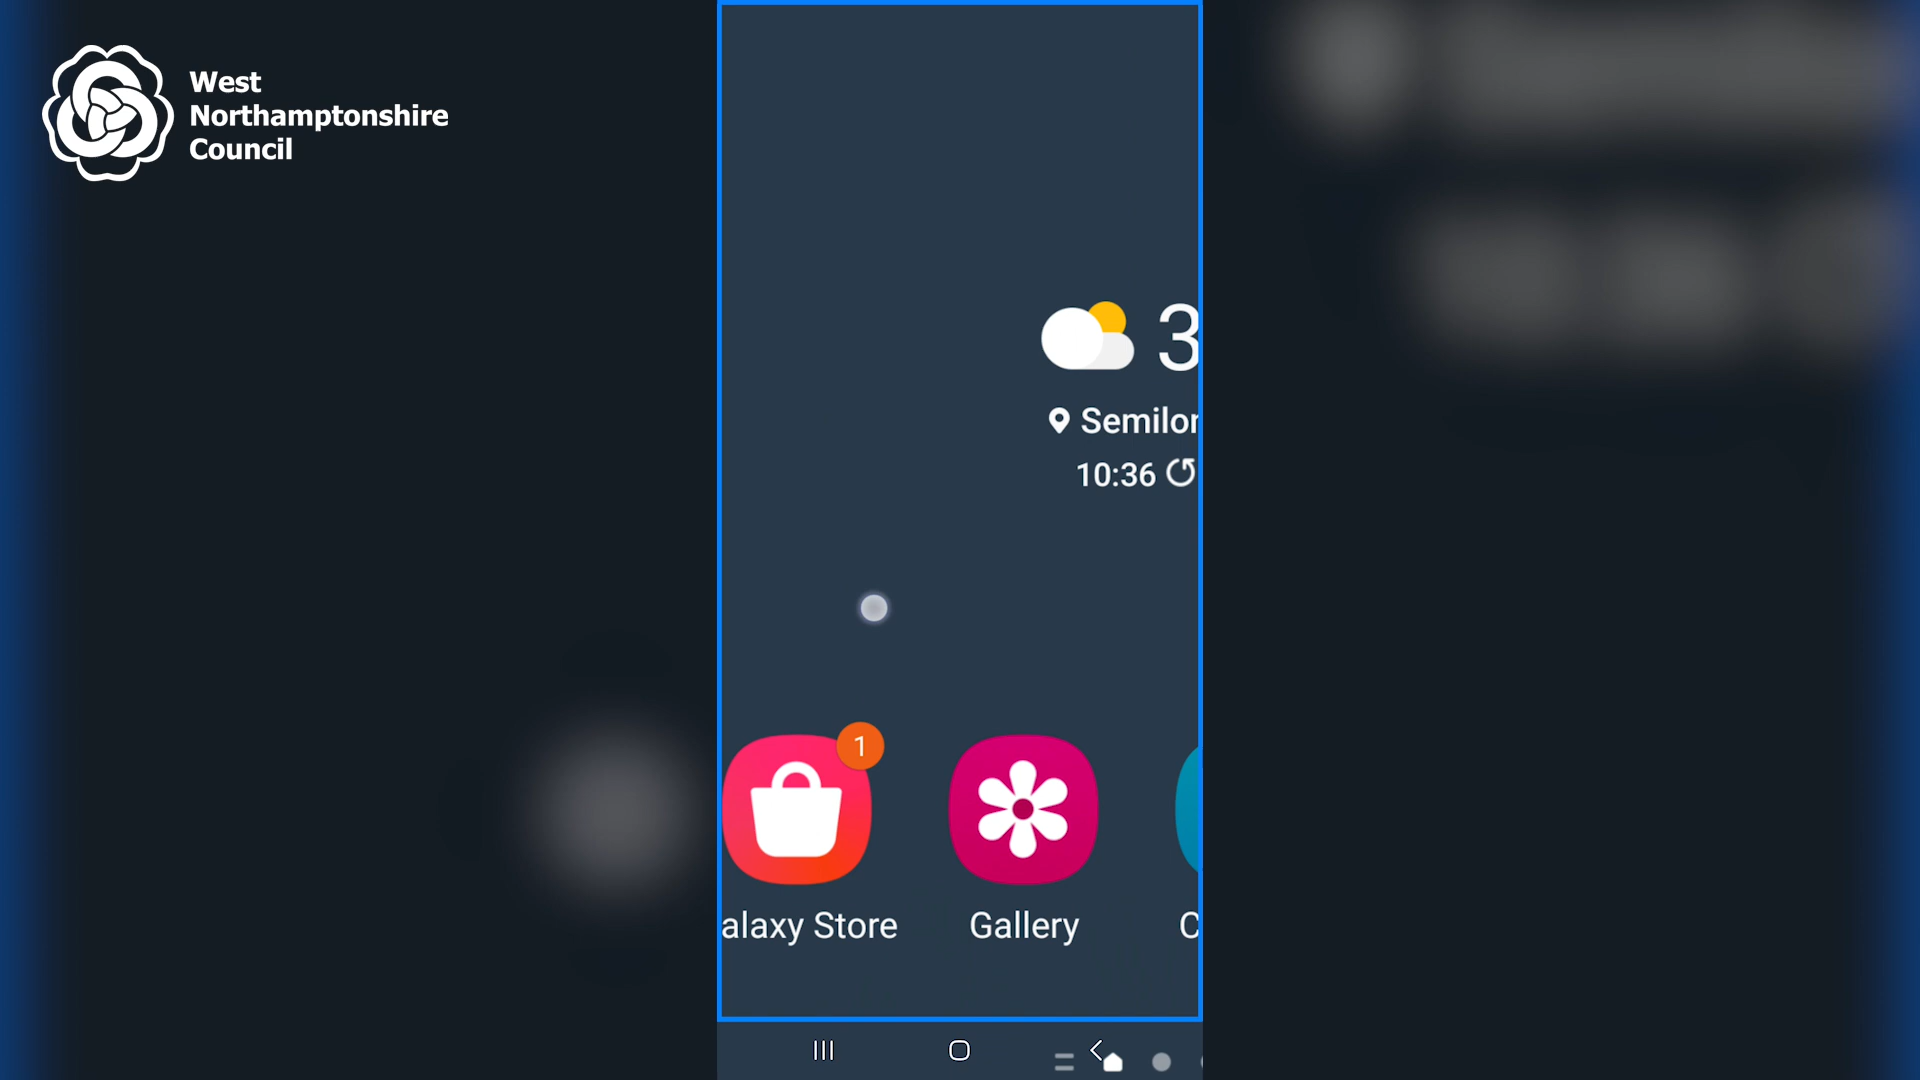 West
Northamptonshire
Council
3
Semilor
10:36
1
alaxy Store
Gallery
C